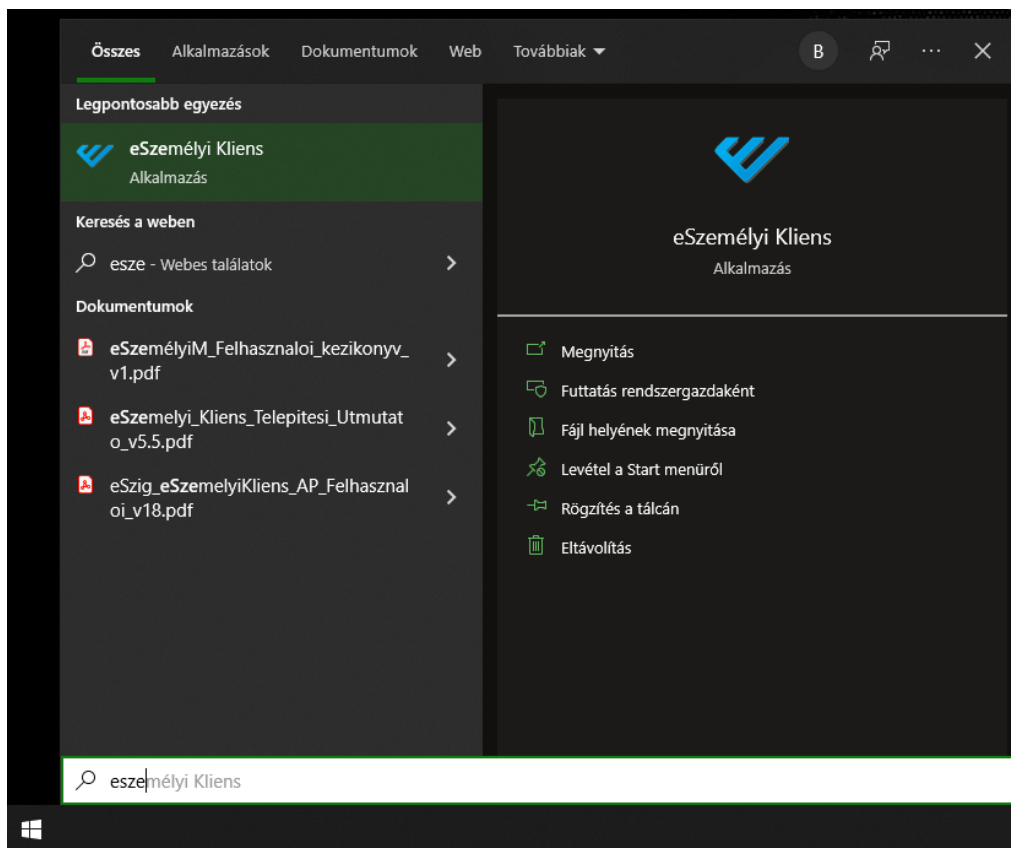 Összes Alkalmazások Dokumentumok Web Továbbiak B ...
Legpontosabb egyezés
eSzemélyi Kliens
Alkalmazás
Keresés a weben
esze - Webes találatok
Dokumentumok
eSzemélyiM_Felhasznaloi_kezikonyv_
v1.pdf
eSzemelyi_Kliens_Telepitesi_Utmutat
o_v5.5.pdf
eSzig_eSzemelyiKliens_AP_Felhasznal
oi_v18.pdf
eSzemélyi Kliens
Alkalmazás
Megnyitás
Futtatás rendszergazdaként
Fájl helyének megnyitása
Levétel a Start menüről
Rögzítés a tálcán
Eltávolítás
eszemélyi Kliens